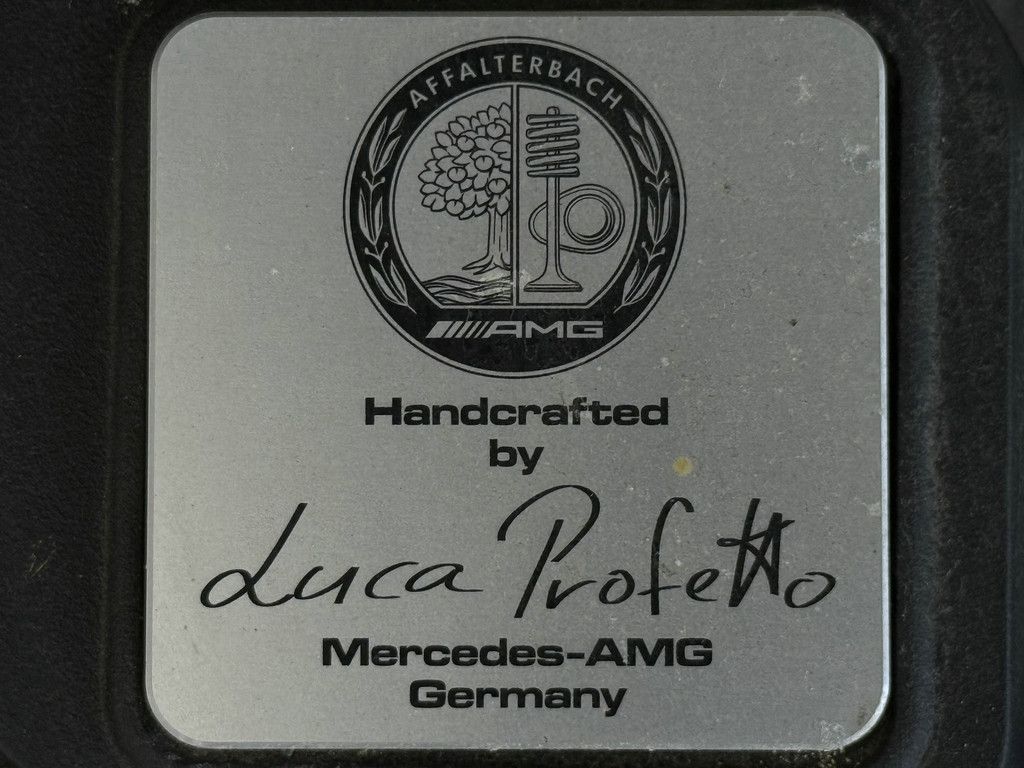 AFFALTERBACH
AMG
Handcrafted
by
Luca Profetto
Mercedes-AMG
Germany